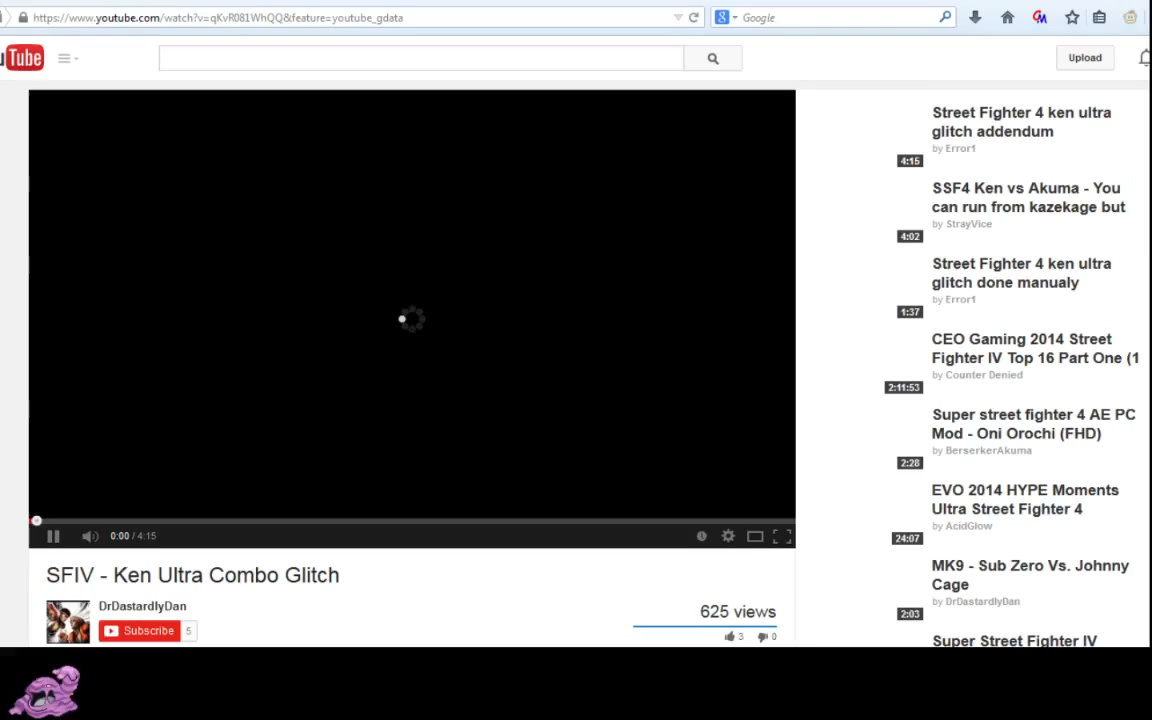 https://www.youtube.com/watch?v=qKvR081WhQQ&feature=youtube_gdata
Google
Tube
Upload
Street Fighter 4 ken ultra
glitch addendum
by Error1
4:15
SSF4 Ken vs Akuma - You
can run from kazekage but
by StrayVice
4:02
Street Fighter 4 ken ultra
glitch done manualy
by Error1
1:37
CEO Gaming 2014 Street
Fighter IV Top 16 Part One (1
by Counter Denied
2:11:53
Super street fighter 4 AE PC
Mod - Oni Orochi (FHD)
by BerserkerAkuma
2:28
EVO 2014 HYPE Moments
Ultra Street Fighter 4
by AcidGlow
24:07
MK9 - Sub Zero Vs. Johnny
Cage
by DrDastardlyDan
2:03
Super Street Fighter IV
0:00 / 4:15
SFIV - Ken Ultra Combo Glitch
DrDastardlyDan
Subscribe 5
625 views
3 0